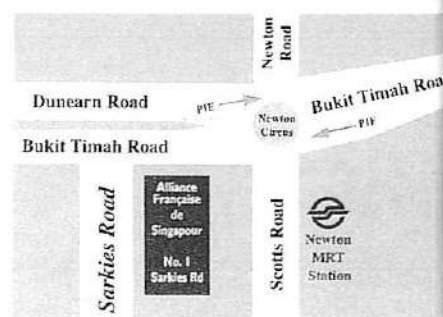 Newton
Road
Dunearn Road
PIE
Bukit Timah Roa
Newton
Circus
PIE
Bukit Timah Road
Sarkies Road
Alliance
Française
de
Singapour
No. 1
Sarkies Rd
Scotts Road
Newton
MRT
Station